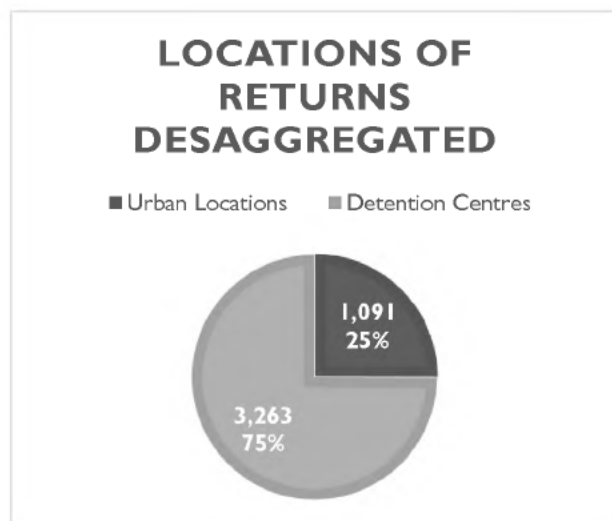 LOCATIONS OF
RETURNS
DESAGGREGATED
Urban Locations Detention Centres
1,091
25%
3,263
75%